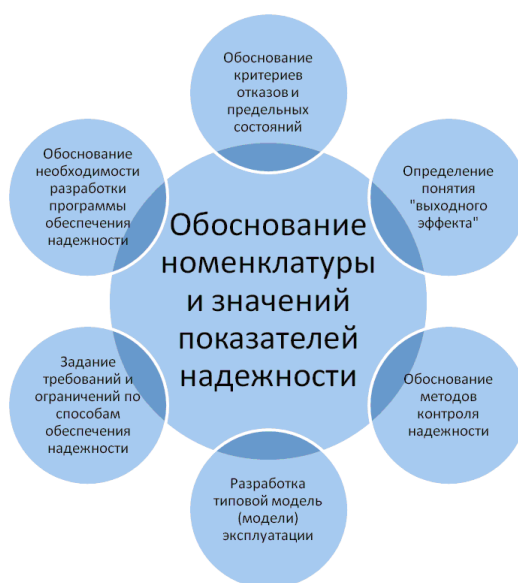 Обоснование
критериев
отказов и
предельных
состояний
Обоснование
необходимости
разработки
программы
обеспечения
надежности
Определение
понятия
"выходного
эффекта"
Обоснование
номенклатуры
и значений
показателей
надежности
Задание
требований и
ограничений по
способам
обеспечения
надежности
Обоснование
методов
контроля
надежности
Разработка
типовой модель
(модели)
эксплуатации